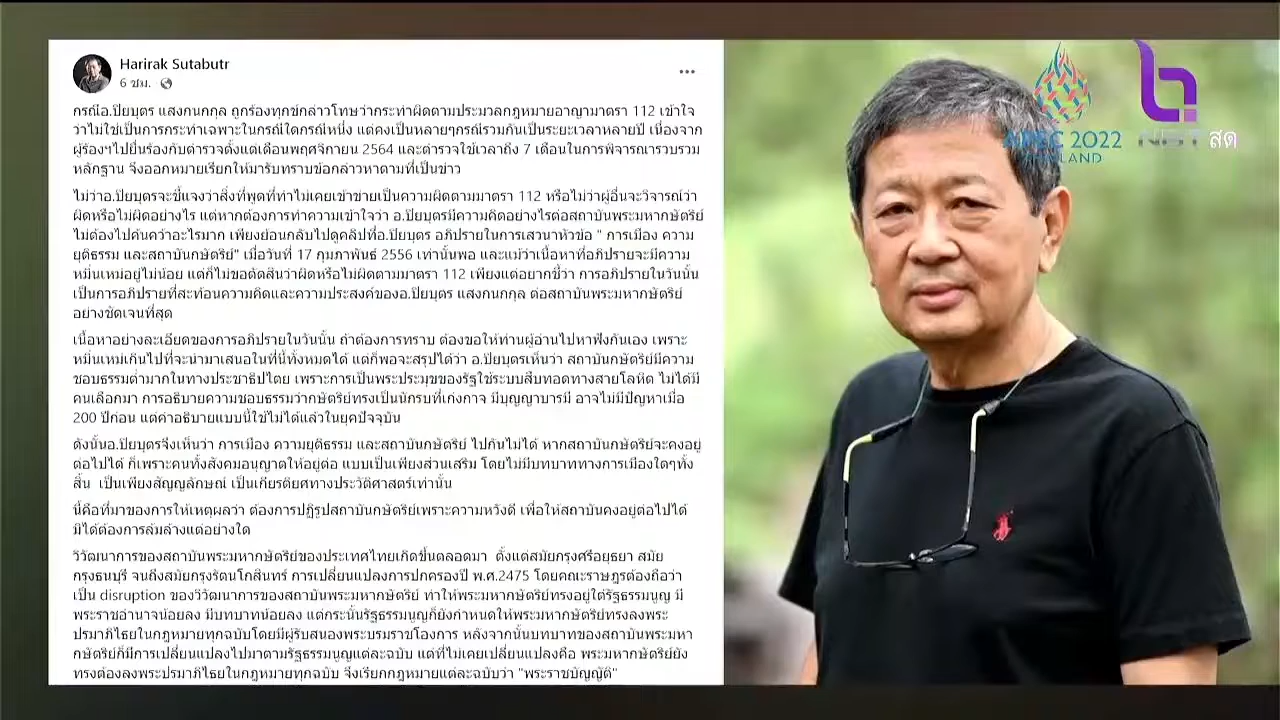 Harirak Sutabutr
6 ชม.
กรณีอ.ปิยบุตร แสงกนกกุล ถูกร้องทุกข์กล่าวโทษว่ากระทำผิดตามประมวลกฎหมายอาญามาตรา 112 เข้าใจ
ว่าไม่ใช่เป็นการกระทำเฉพาะในกรณีใดกรณีหนึ่ง แต่คงเป็นหลายๆกรณีรวมกันเป็นระยะเวลาหลายปี เนื่องจาก
ผู้ร้องฯไปยื่นร้องกับตำรวจตั้งแต่เดือนพฤศจิกายน 2564 และตำรวจใช้เวลาถึง 7 เดือนในการพิจารณารวบรวม
หลักฐาน จึงออกหมายเรียกให้มารับทราบข้อกล่าวหาตามที่เป็นข่าว
ไม่ว่าอ.ปิยบุตรจะชี้แจงว่าสิ่งที่พูดที่ทำไม่เคยเข้าข่ายเป็นความผิดตามมาตรา 112 หรือไม่ว่าผู้อื่นจะวิจารณ์ว่า
ผิดหรือไม่ผิดอย่างไร แต่หากต้องการทำความเข้าใจว่า อ.ปิยบุตรมีความคิดอย่างไรต่อสถาบันพระมหากษัตริย์
ไม่ต้องไปค้นคว้าอะไรมาก เพียงย้อนกลับไปดูคลิปที่อ.ปิยบุตร อภิปรายในการเสวนาหัวข้อ " การเมือง ความ
ยุติธรรม และสถาบันกษัตริย์" เมื่อวันที่ 17 กุมภาพันธ์ 2556 เท่านั้นพอ และแม้ว่าเนื้อหาที่อภิปรายจะมีความ
หมิ่นเหม่อยู่ไม่น้อย แต่ก็ไม่ขอตัดสินว่าผิดหรือไม่ผิดตามมาตรา 112 เพียงแต่อยากชี้ว่า การอภิปรายในวันนั้น
เป็นการอภิปรายที่สะท้อนความคิดและความประสงค์ของอ.ปิยบุตร แสงกนกกุล ต่อสถาบันพระมหากษัตริย์
อย่างชัดเจนที่สุด
เนื้อหาอย่างละเอียดของการอภิปรายในวันนั้น ถ้าต้องการทราบ ต้องขอให้ท่านผู้อ่านไปหาฟังกันเอง เพราะ
หมิ่นเหม่เกินไปที่จะนำมาเสนอในที่นี้ทั้งหมดได้ แต่ก็พอจะสรุปได้ว่า อ.ปิยบุตรเห็นว่า สถาบันกษัตริย์มีความ
ชอบธรรมต่ำมากในทางประชาธิปไตย เพราะการเป็นพระประมุขของรัฐใช้ระบบสืบทอดทางสายโลหิต ไม่ได้มี
คนเลือกมา การอธิบายความชอบธรรมว่ากษัตริย์ทรงเป็นนักรบที่เก่งกาจ มีบุญญาบารมี อาจไม่มีปัญหาเมื่อ
200 ปีก่อน แต่คำอธิบายแบบนี้ใช้ไม่ได้แล้วในยุคปัจจุบัน
ดังนั้นอ.ปิยบุตรจึงเห็นว่า การเมือง ความยุติธรรม และสถาบันกษัตริย์ ไปกันไม่ได้ หากสถาบันกษัตริย์จะคงอยู่
ต่อไปได้ ก็เพราะคนทั้งสังคมอนุญาตให้อยู่ต่อ แบบเป็นเพียงส่วนเสริม โดยไม่มีบทบาททางการเมืองใดๆทั้ง
สิ้น เป็นเพียงสัญญลักษณ์ เป็นเกียรติยศทางประวัติศาสตร์เท่านั้น
นี่คือที่มาของการให้เหตุผลว่า ต้องการปฏิรูปสถาบันกษัตริย์เพราะความหวังดี เพื่อให้สถาบันคงอยู่ต่อไปได้
มิได้ต้องการล้มล้างแต่อย่างใด
วิวัฒนาการของสถาบันพระมหากษัตริย์ของประเทศไทยเกิดขึ้นตลอดมา ตั้งแต่สมัยกรุงศรีอยุธยา สมัย
กรุงธนบุรี จนถึงสมัยกรุงรัตนโกสินทร์ การเปลี่ยนแปลงการปกครองปี พ.ศ.2475 โดยคณะราษฎรต้องถือว่า
เป็น disruption ของวิวัฒนาการของสถาบันพระมหากษัตริย์ ทำให้พระมหากษัตริย์ทรงอยู่ใต้รัฐธรรมนูญ มี
พระราชอำนาจน้อยลง มีบทบาทน้อยลง แต่กระนั้นรัฐธรรมนูญก็ยังกำหนดให้พระมหากษัตริย์ทรงลงพระ
ปรมาภิไธยในกฎหมายทุกฉบับโดยมีผู้รับสนองพระบรมราชโองการ หลังจากนั้นบทบาทของสถาบันพระมหา
กษัตริย์ก็มีการเปลี่ยนแปลงไปมาตามรัฐธรรมนูญแต่ละฉบับ แต่ที่ไม่เคยเปลี่ยนแปลงคือ พระมหากษัตริย์ยัง
ทรงต้องลงพระปรมาภิไธยในกฎหมายทุกฉบับ จึงเรียกกฎหมายแต่ละฉบับว่า "พระราชบัญญัติ"
APEC 2022
THAILAND
NBT สด